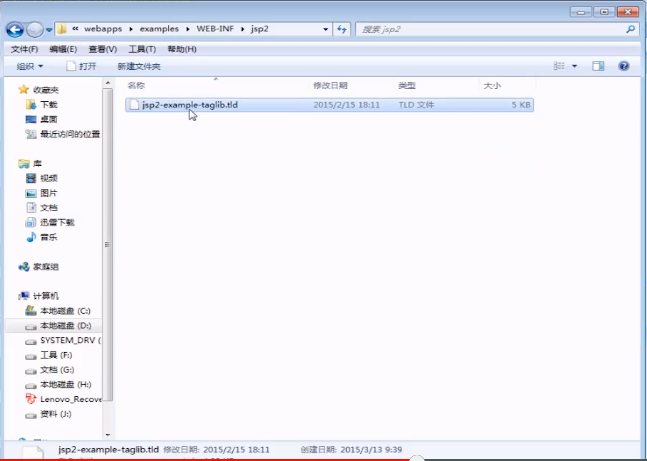 « webapps ▸ examples ▸ WEB-INF ▸ jsp2
搜索 jsp2
文件(F) 编辑(E) 查看(V) 工具(T) 帮助(H)
组织 打开 新建文件夹
名称 修改日期 类型 大小
jsp2-example-taglib.tld 2015/2/15 18:11 TLD 文件 5 KB
收藏夹
下载
桌面
最近访问的位置
库
视频
图片
文档
迅雷下载
音乐
家庭组
计算机
本地磁盘 (C:)
本地磁盘 (D:)
SYSTEM_DRV (
工具 (F:)
文档 (G:)
本地磁盘 (H:)
Lenovo_Recove
资料 (J:)
jsp2-example-taglib.tld 修改日期: 2015/2/15 18:11 创建日期: 2015/3/13 9:39